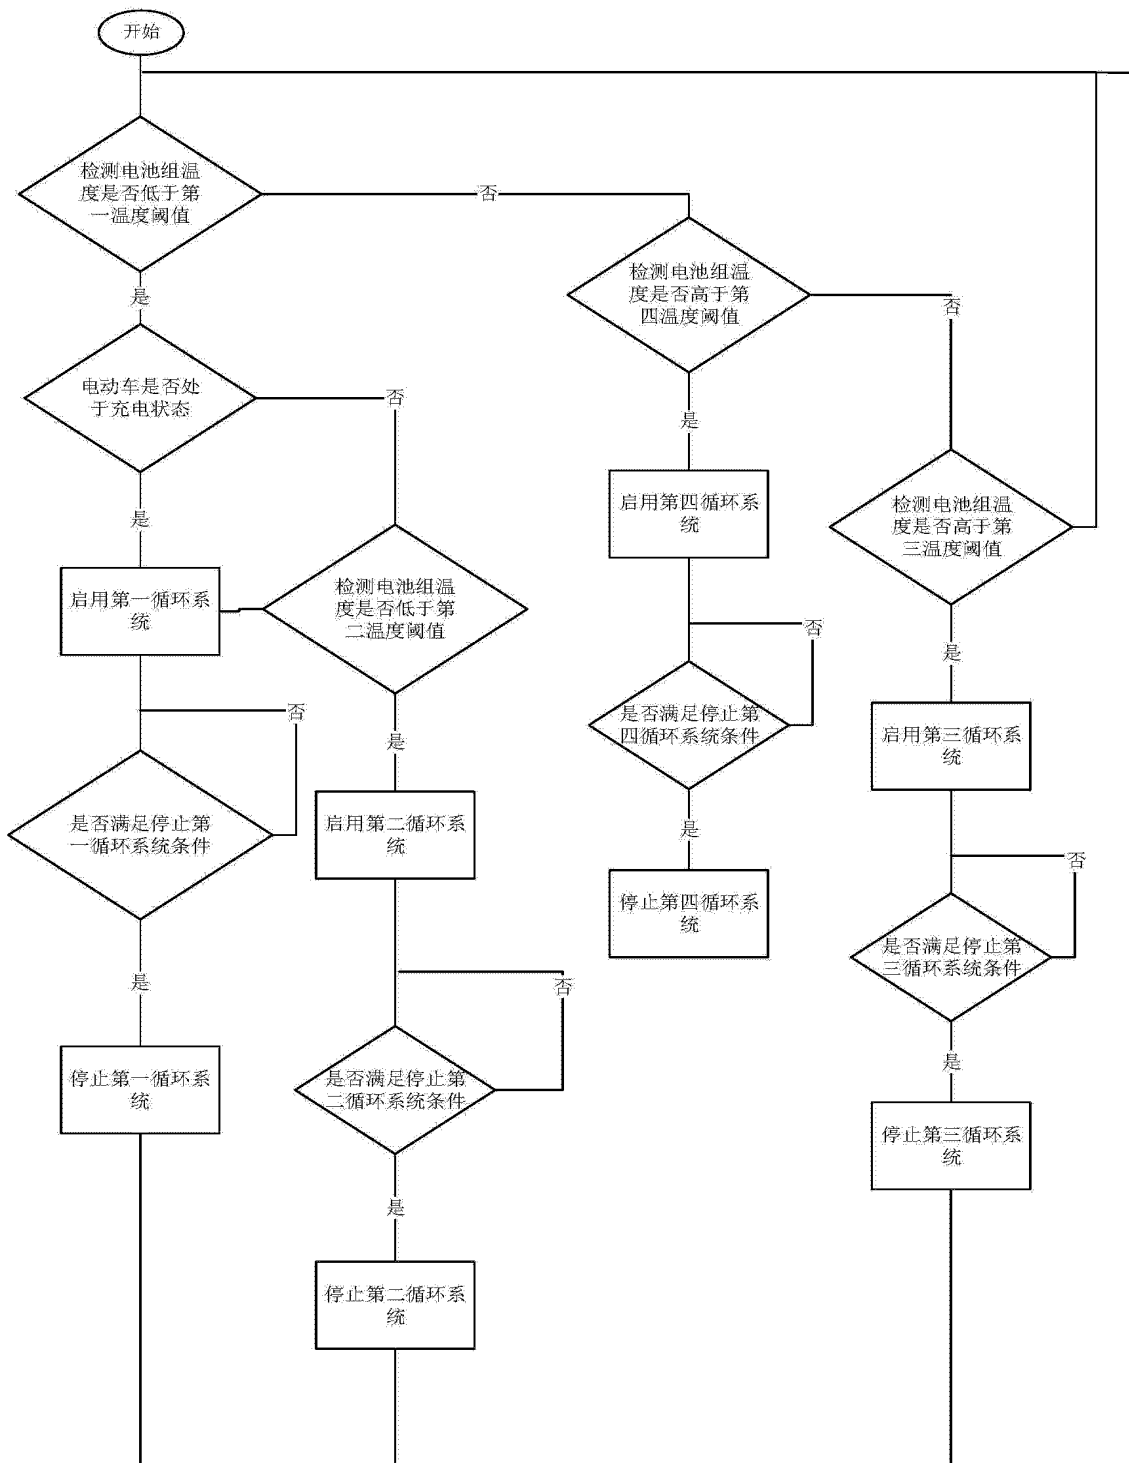 开始
检测电池组温
度是否低于第
一温度阈值
否
检测电池组温
度是否高于第
四温度阈值
否
是
电动车是否处
于充电状态
否
是
启用第四循环系
统
检测电池组温
度是否高于第
三温度阈值
是
启用第一循环系
统
检测电池组温
度是否低于第
二温度阈值
否
是
是否满足停止第
四循环系统条件
启用第三循环系
统
否
是
是否满足停止第
一循环系统条件
启用第二循环系
统
是
停止第四循环系
统
否
是否满足停止第
三循环系统条件
是
否
停止第一循环系
统
是否满足停止第
二循环系统条件
是
停止第三循环系
统
是
停止第二循环系
统